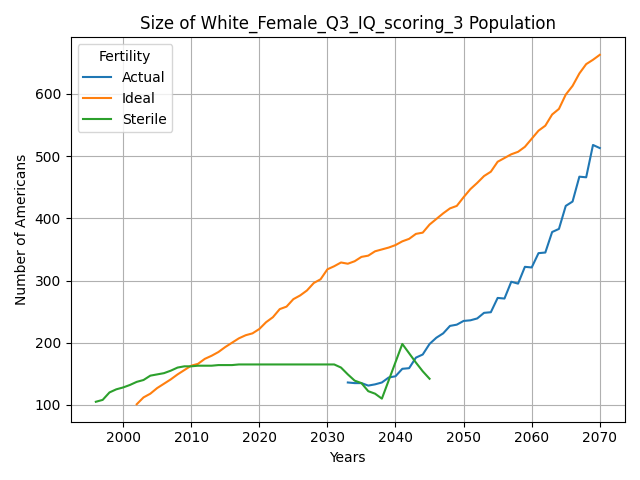 Size of White_Female_Q3_IQ_scoring_3 Population
Fertility
Actual
Ideal
Sterile
Number of Americans
600
500
400
300
200
100
2000
2010
2020
2030
2040
2050
2060
2070
Years